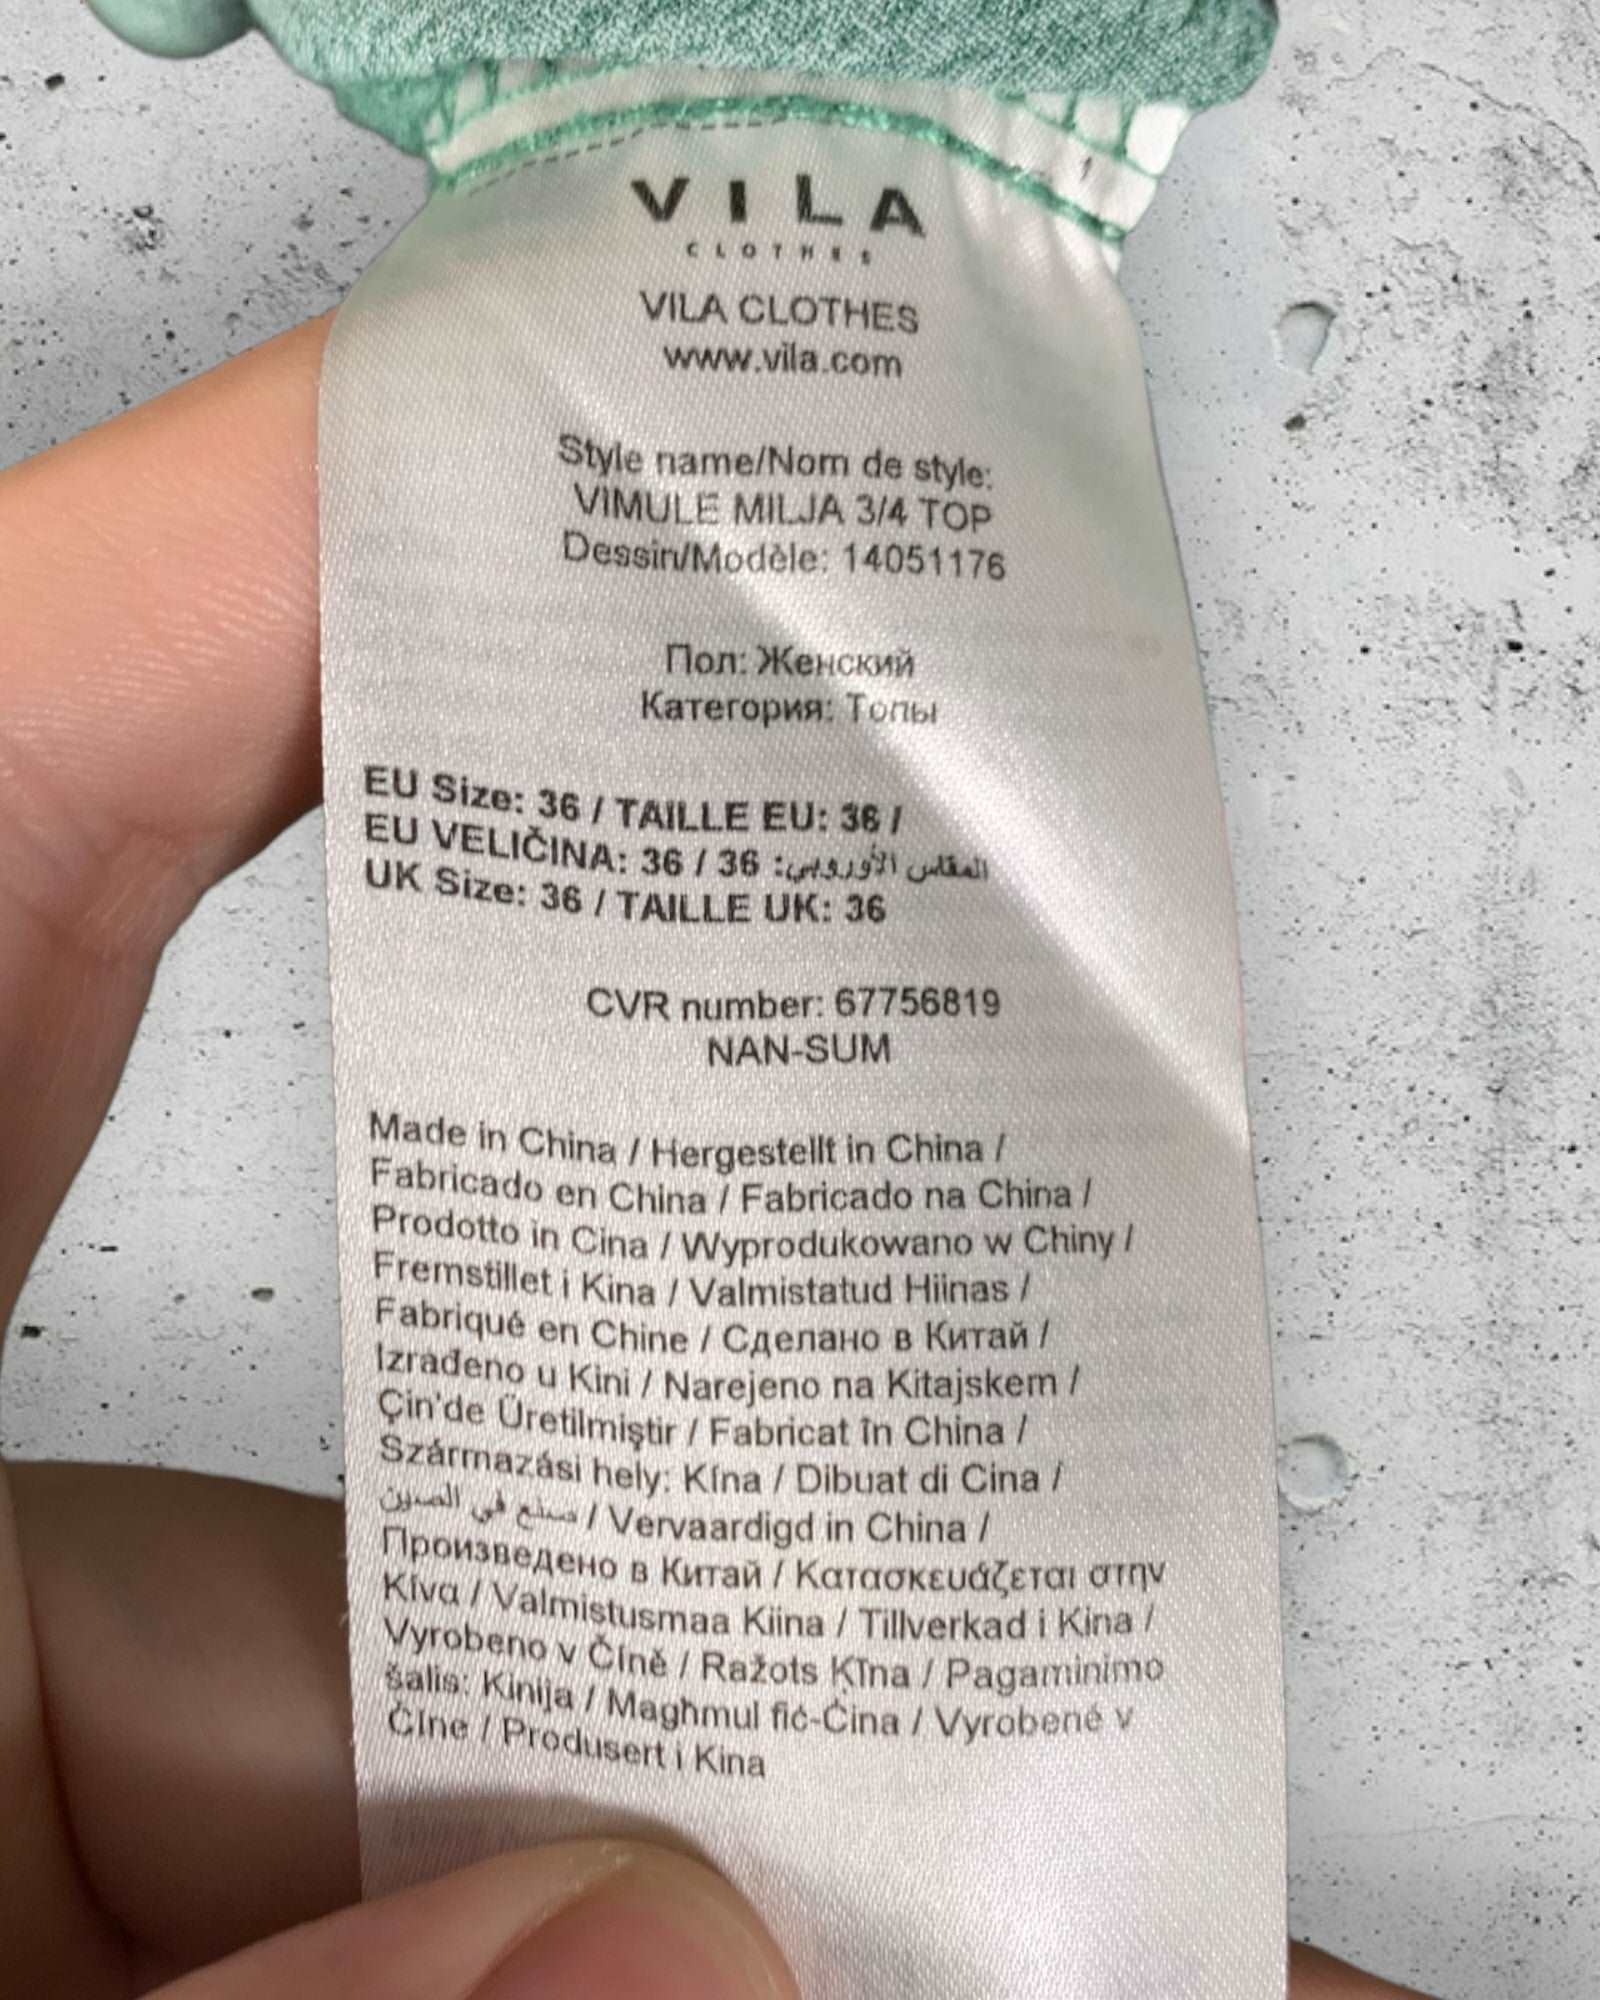 VILA
CLOTHES
VILA CLOTHES
www.vila.com
Style name/Nom de style:
VIMULE MILJA 3/4 TOP
Dessin/Modèle: 14051176
Пол: Женский
Категория: Топы
EU Size: 36 / TAILLE EU: 36 /
EU VELIČINA: 36 / 36 :المقاس الأوروبي
UK Size: 36 / TAILLE UK: 36
CVR number: 67756819
NAN-SUM
Made in China / Hergestellt in China /
Fabricado en China / Fabricado na China /
Prodotto in Cina / Wyprodukowano w Chiny /
Fremstillet i Kina / Valmistatud Hiinas /
Fabriqué en Chine / Сделано в Китай /
Izrađeno u Kini / Narejeno na Kitajskem /
Çin'de Üretilmiştir / Fabricat în China /
Származási hely: Kína / Dibuat di Cina /
صنع في الصين / Vervaardigd in China /
Произведено в Китай / Κατασκευάζεται στην
Κίνα / Valmistusmaa Kiina / Tillverkad i Kina /
Vyrobeno v Číně / Ražots Ķīna / Pagaminimo
šalis: Kinija / Magħmul fiċ-Ċina / Vyrobené v
Číne / Produsert i Kina